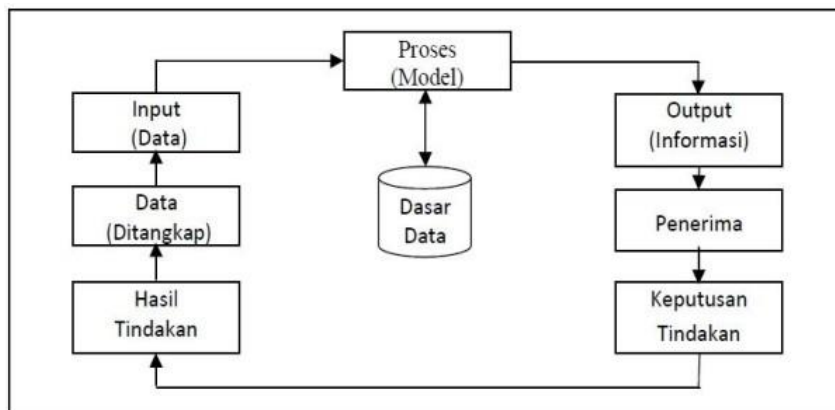 Proses
(Model)
Input
(Data)
Output
(Informasi)
Data
(Ditangkap)
Dasar
Data
Penerima
Hasil
Tindakan
Keputusan
Tindakan